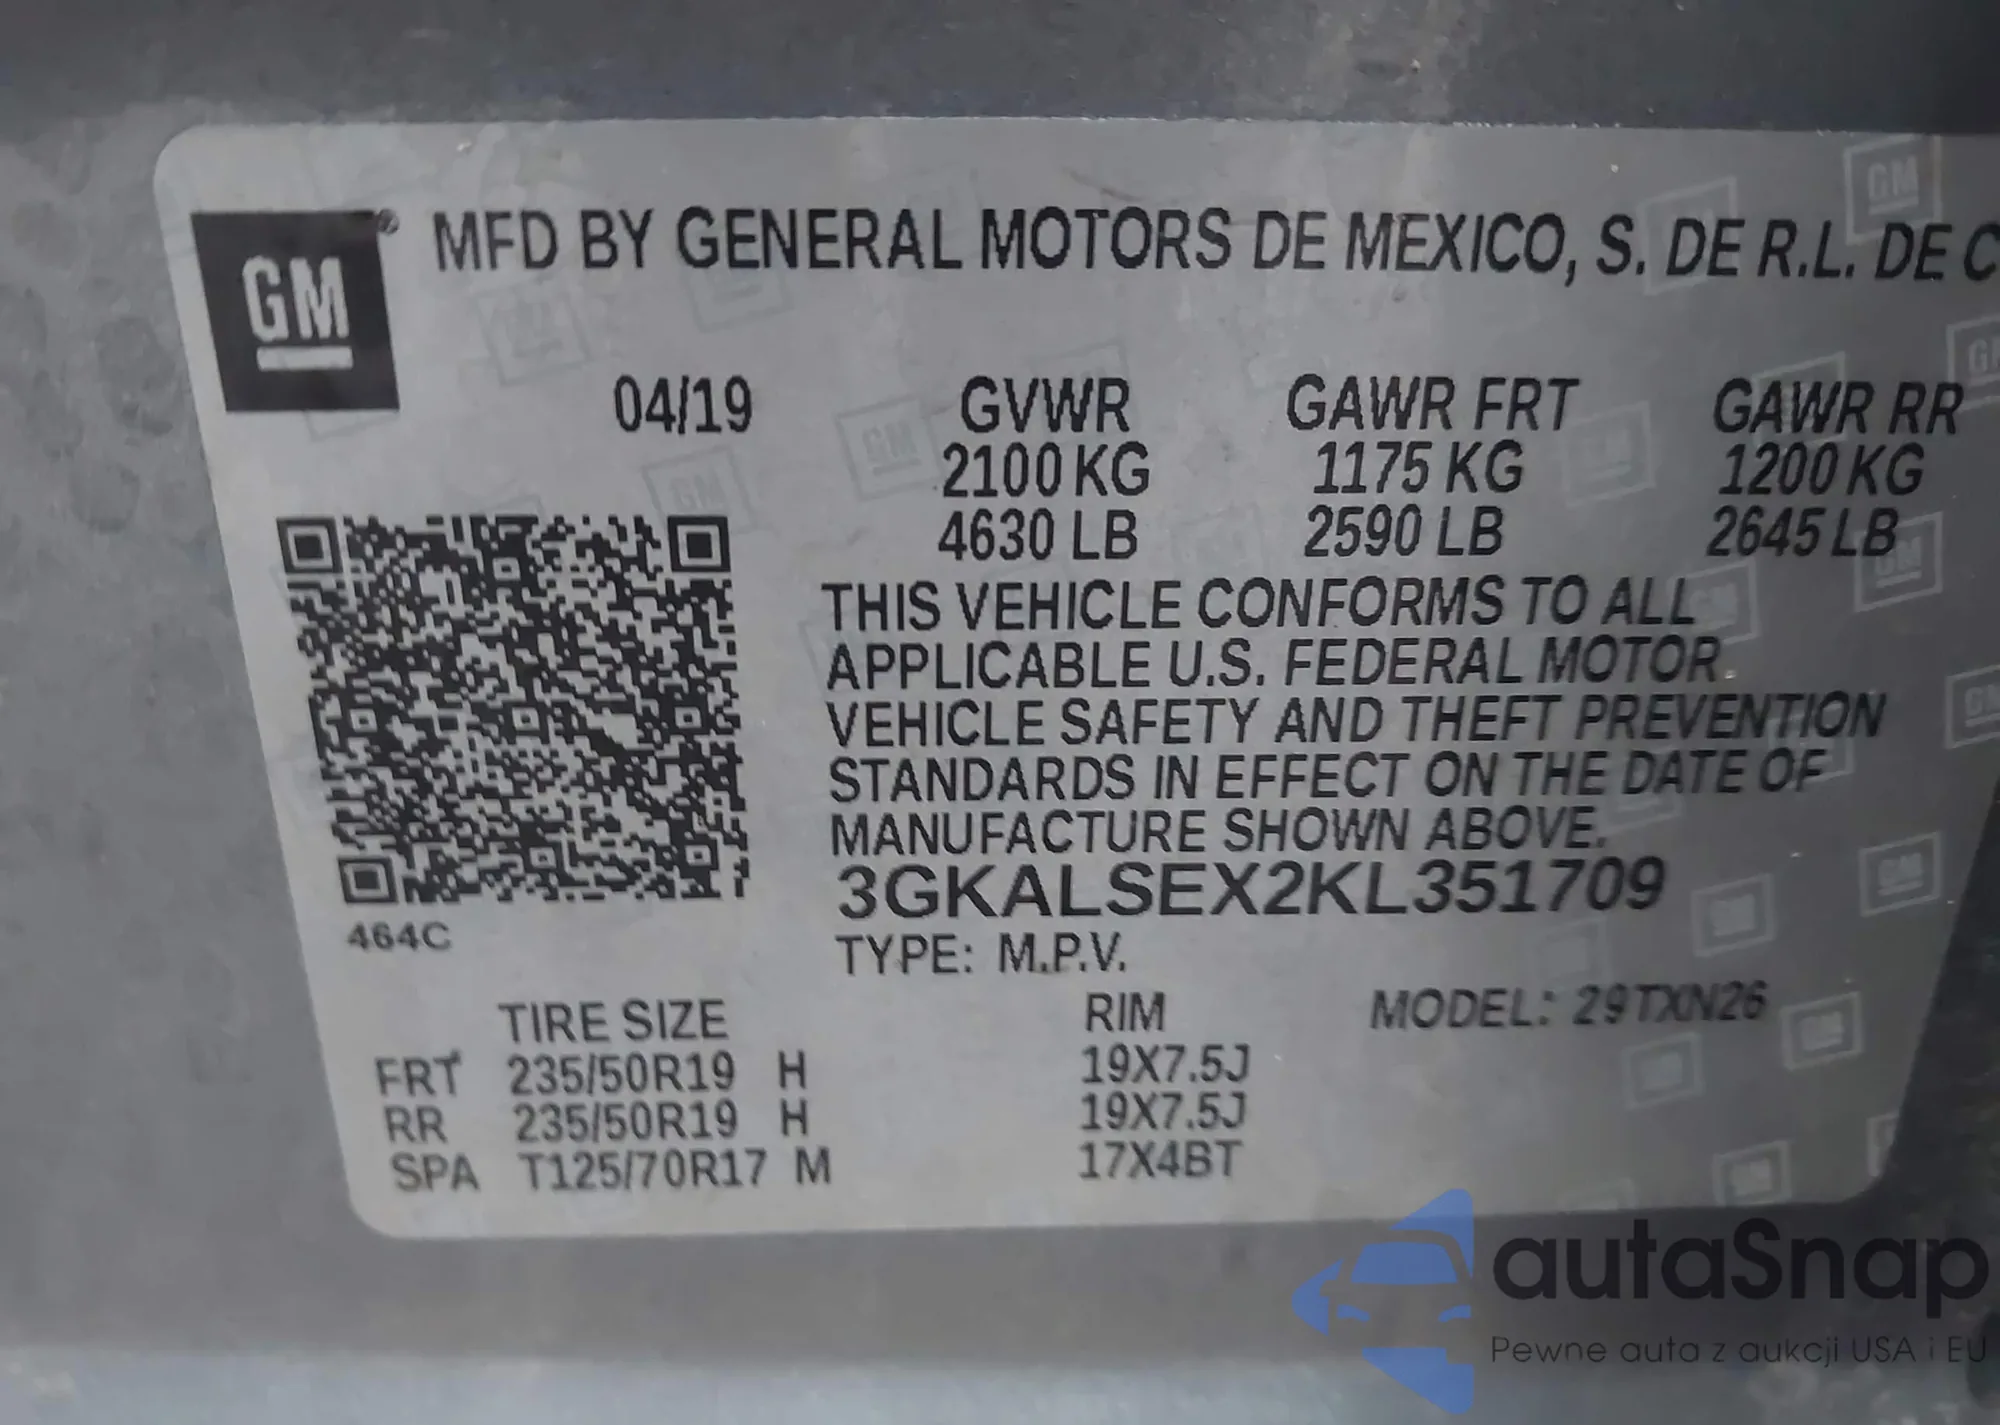 GM
® MFD BY GENERAL MOTORS DE MEXICO, S. DE R.L. DE C
04/19 GVWR GAWR FRT GAWR RR
2100 KG 1175 KG 1200 KG
4630 LB 2590 LB 2645 LB
THIS VEHICLE CONFORMS TO ALL
APPLICABLE U.S. FEDERAL MOTOR
VEHICLE SAFETY AND THEFT PREVENTION
STANDARDS IN EFFECT ON THE DATE OF
MANUFACTURE SHOWN ABOVE.
3GKALSEX2KL351709
464C
TYPE: M.P.V.
TIRE SIZE RIM MODEL: 29TXN26
FRT 235/50R19 H 19X7.5J
RR 235/50R19 H 19X7.5J
SPA T125/70R17 M 17X4BT
autaSnap
Pewne auta z aukcji USA i EU